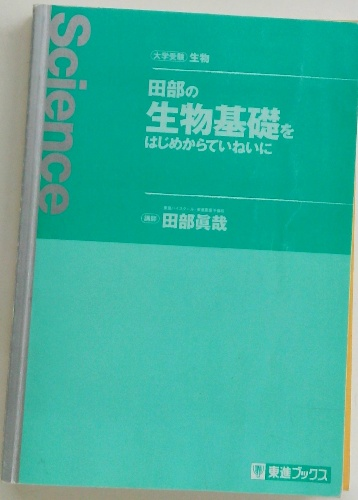 Science
大学受験 生物
田部の
生物基礎を
はじめからていねいに
講師 田部眞哉
東進ブックス